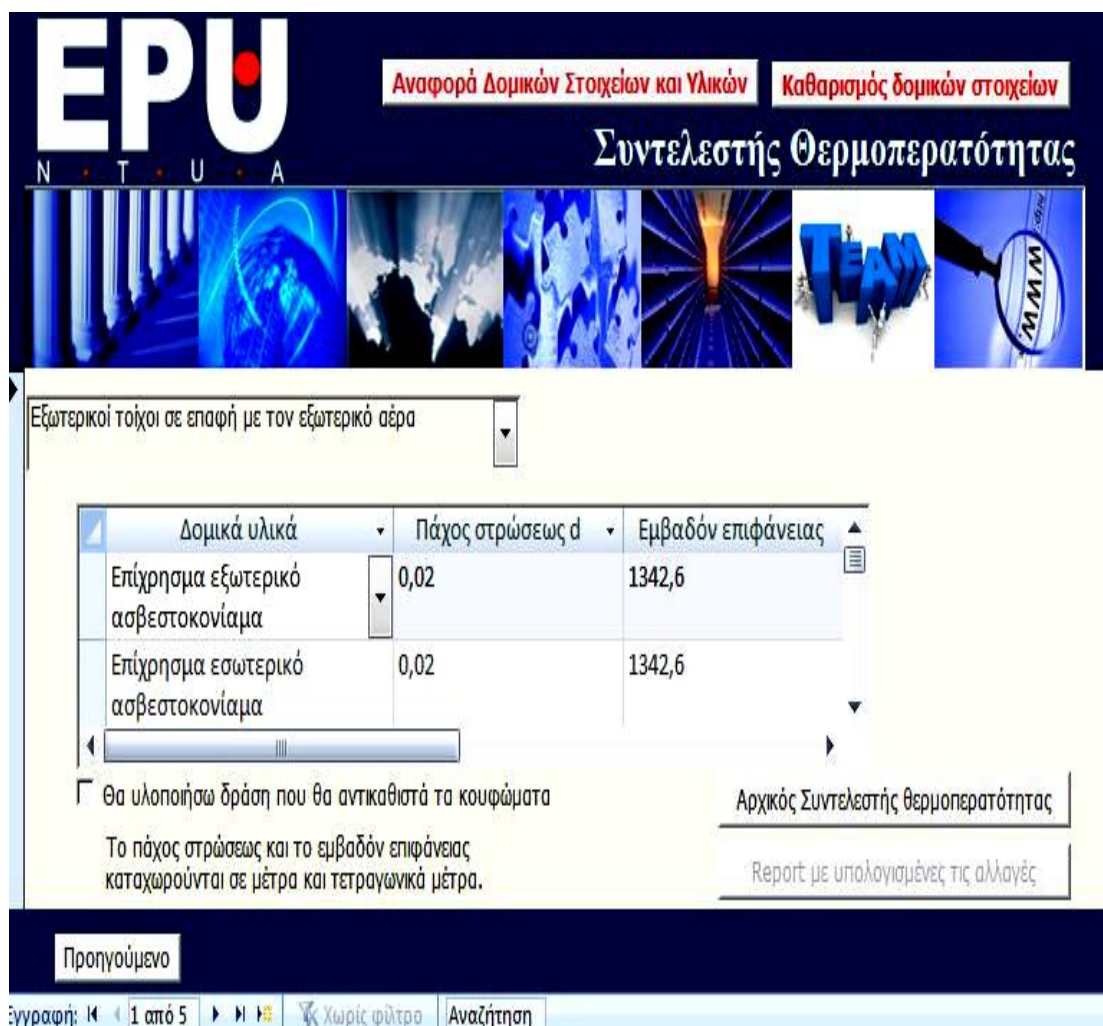 EPU
N T U A
Αναφορά Δομικών Στοιχείων και Υλικών
Καθαρισμός δομικών στοιχείων
Συντελεστής Θερμοπερατότητας
TEAM
WWW
Εξωτερικοί τοίχοι σε επαφή με τον εξωτερικό αέρα
Δομικά υλικά Πάχος στρώσεως d Εμβαδόν επιφάνειας
Επίχρησμα εξωτερικό
ασβεστοκονίαμα
0,02 1342,6
Επίχρησμα εσωτερικό
ασβεστοκονίαμα
0,02 1342,6
Θα υλοποιήσω δράση που θα αντικαθιστά τα κουφώματα
Αρχικός Συντελεστής θερμοπερατότητας
Το πάχος στρώσεως και το εμβαδόν επιφάνειας
καταχωρούνται σε μέτρα και τετραγωνικά μέτρα.
Report με υπολογισμένες τις αλλαγές
Προηγούμενο
Εγγραφή: 1 από 5 Χωρίς φίλτρο Αναζήτηση